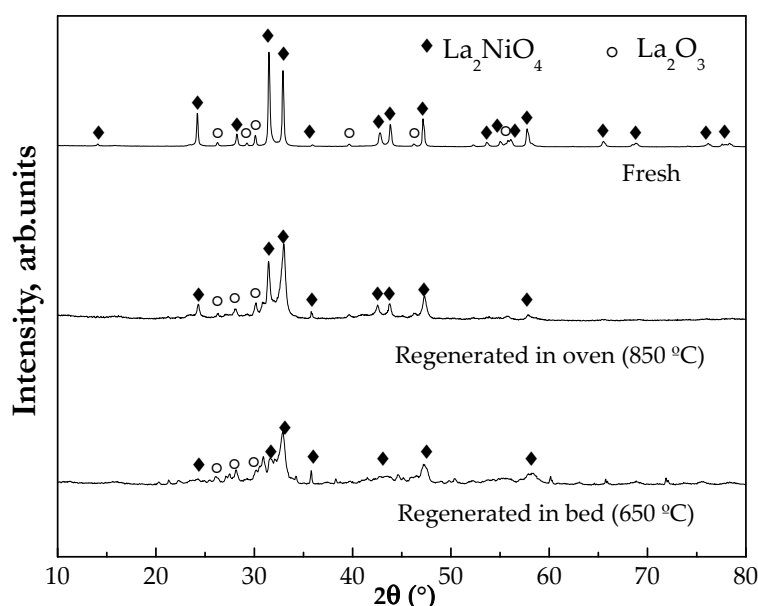 ◆ La₂NiO₄ ○ La₂O₃
Fresh
Regenerated in oven (850 ºC)
Regenerated in bed (650 ºC)
Intensity, arb.units
10 20 30 40 50 60 70 80
2θ (°)